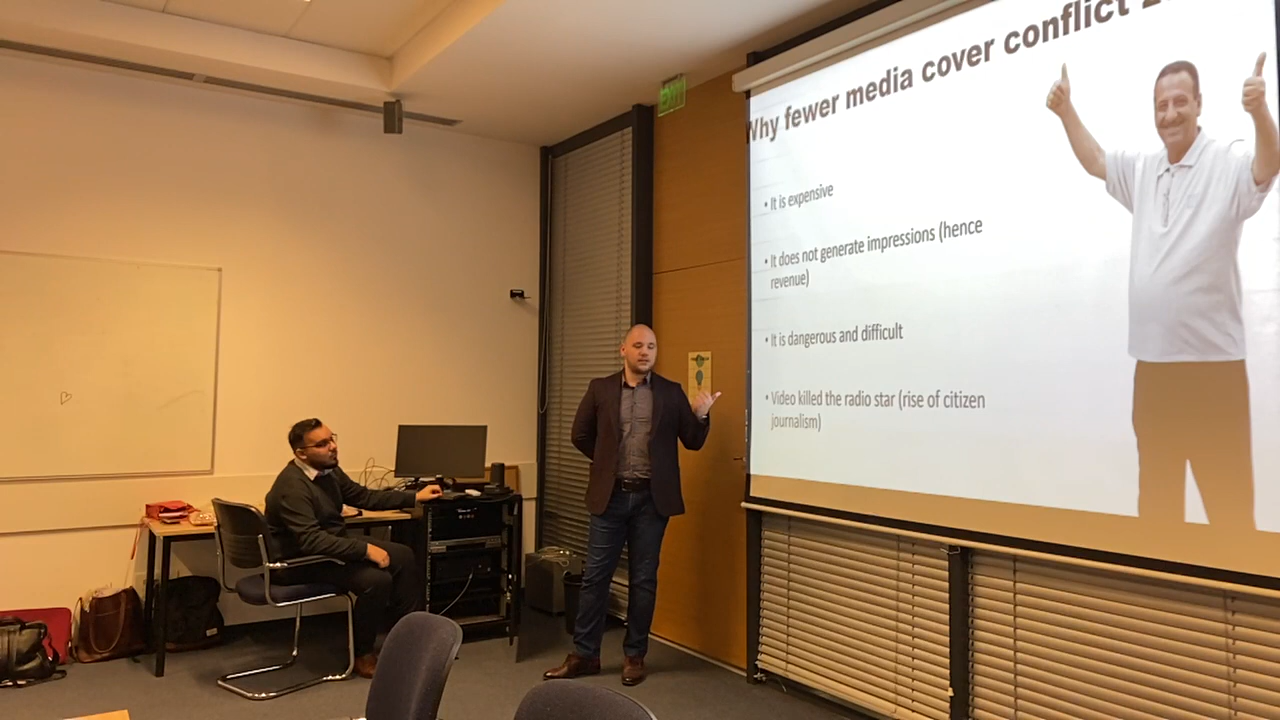 Why fewer media cover conflict
• It is expensive
• It does not generate impressions (hence
revenue)
• It is dangerous and difficult
• Video killed the radio star (rise of citizen
journalism)
EXIT